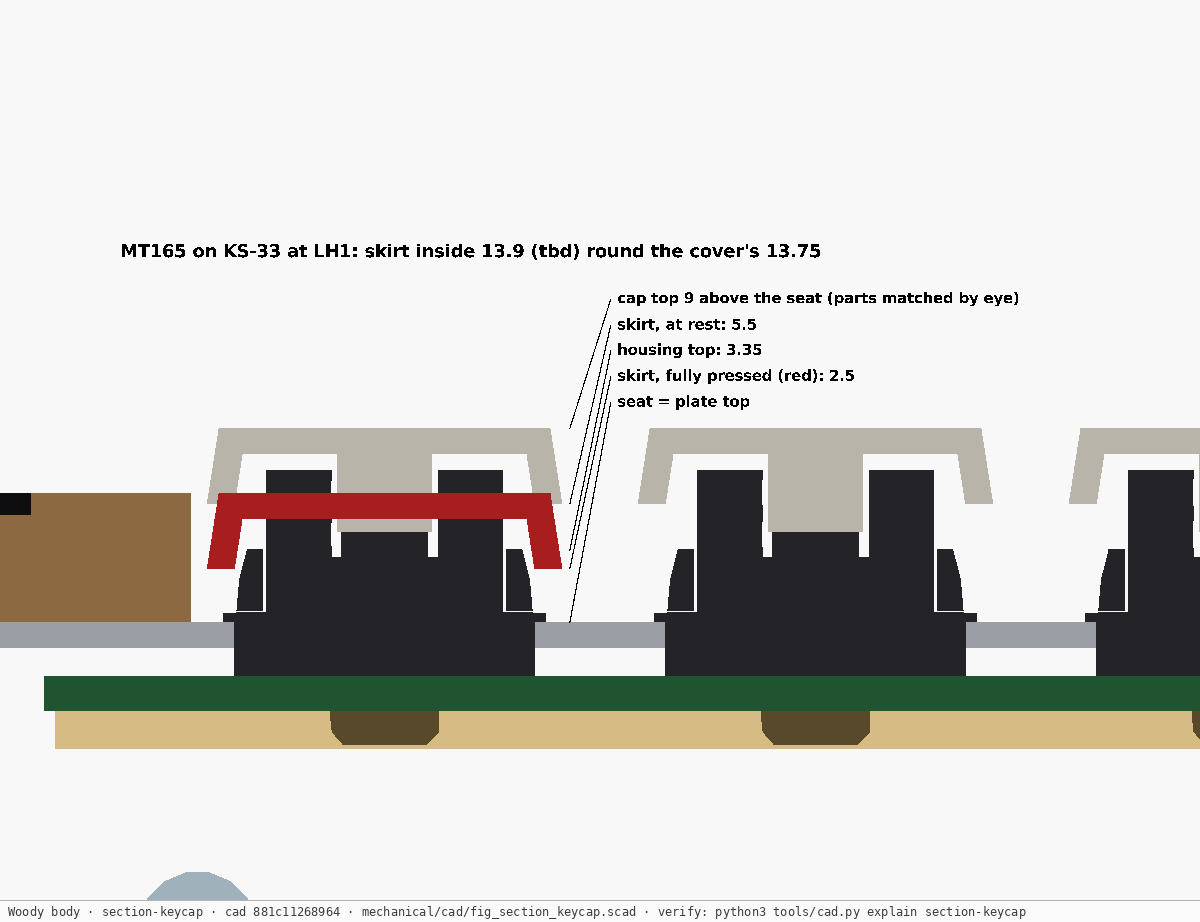 MT165 on KS-33 at LH1: skirt inside 13.9 (tbd) round the cover's 13.75
cap top 9 above the seat (parts matched by eye)
skirt, at rest: 5.5
housing top: 3.35
skirt, fully pressed (red): 2.5
seat = plate top
Woody body · section-keycap · cad 881c11268964 · mechanical/cad/fig_section_keycap.scad · verify: python3 tools/cad.py explain section-keycap